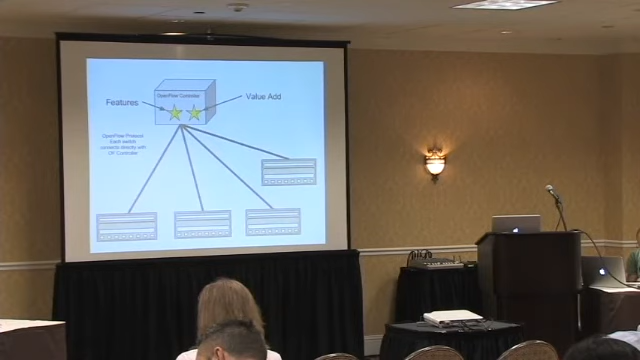 OpenFlow Controller
Features
Value Add
OpenFlow Protocol
Each switch
connects directly with
OF Controller